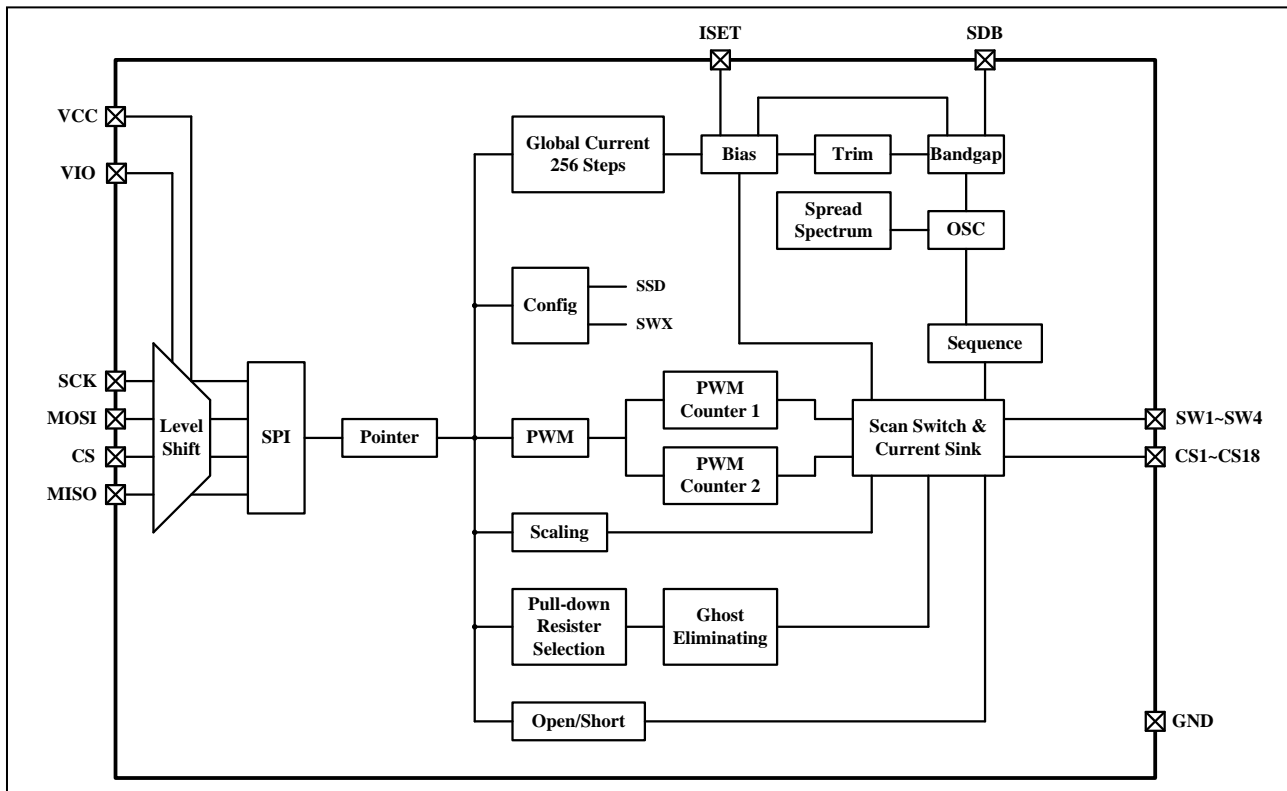 ISET
SDB
VCC
VIO
Global Current
256 Steps
Bias
Trim
Bandgap
Spread
Spectrum
OSC
Config
SSD
SWX
Sequence
SCK
MOSI
CS
MISO
Level
Shift
SPI
Pointer
PWM
PWM
Counter 1
PWM
Counter 2
Scan Switch &
Current Sink
SW1~SW4
CS1~CS18
Scaling
Pull-down
Resister
Selection
Ghost
Eliminating
Open/Short
GND